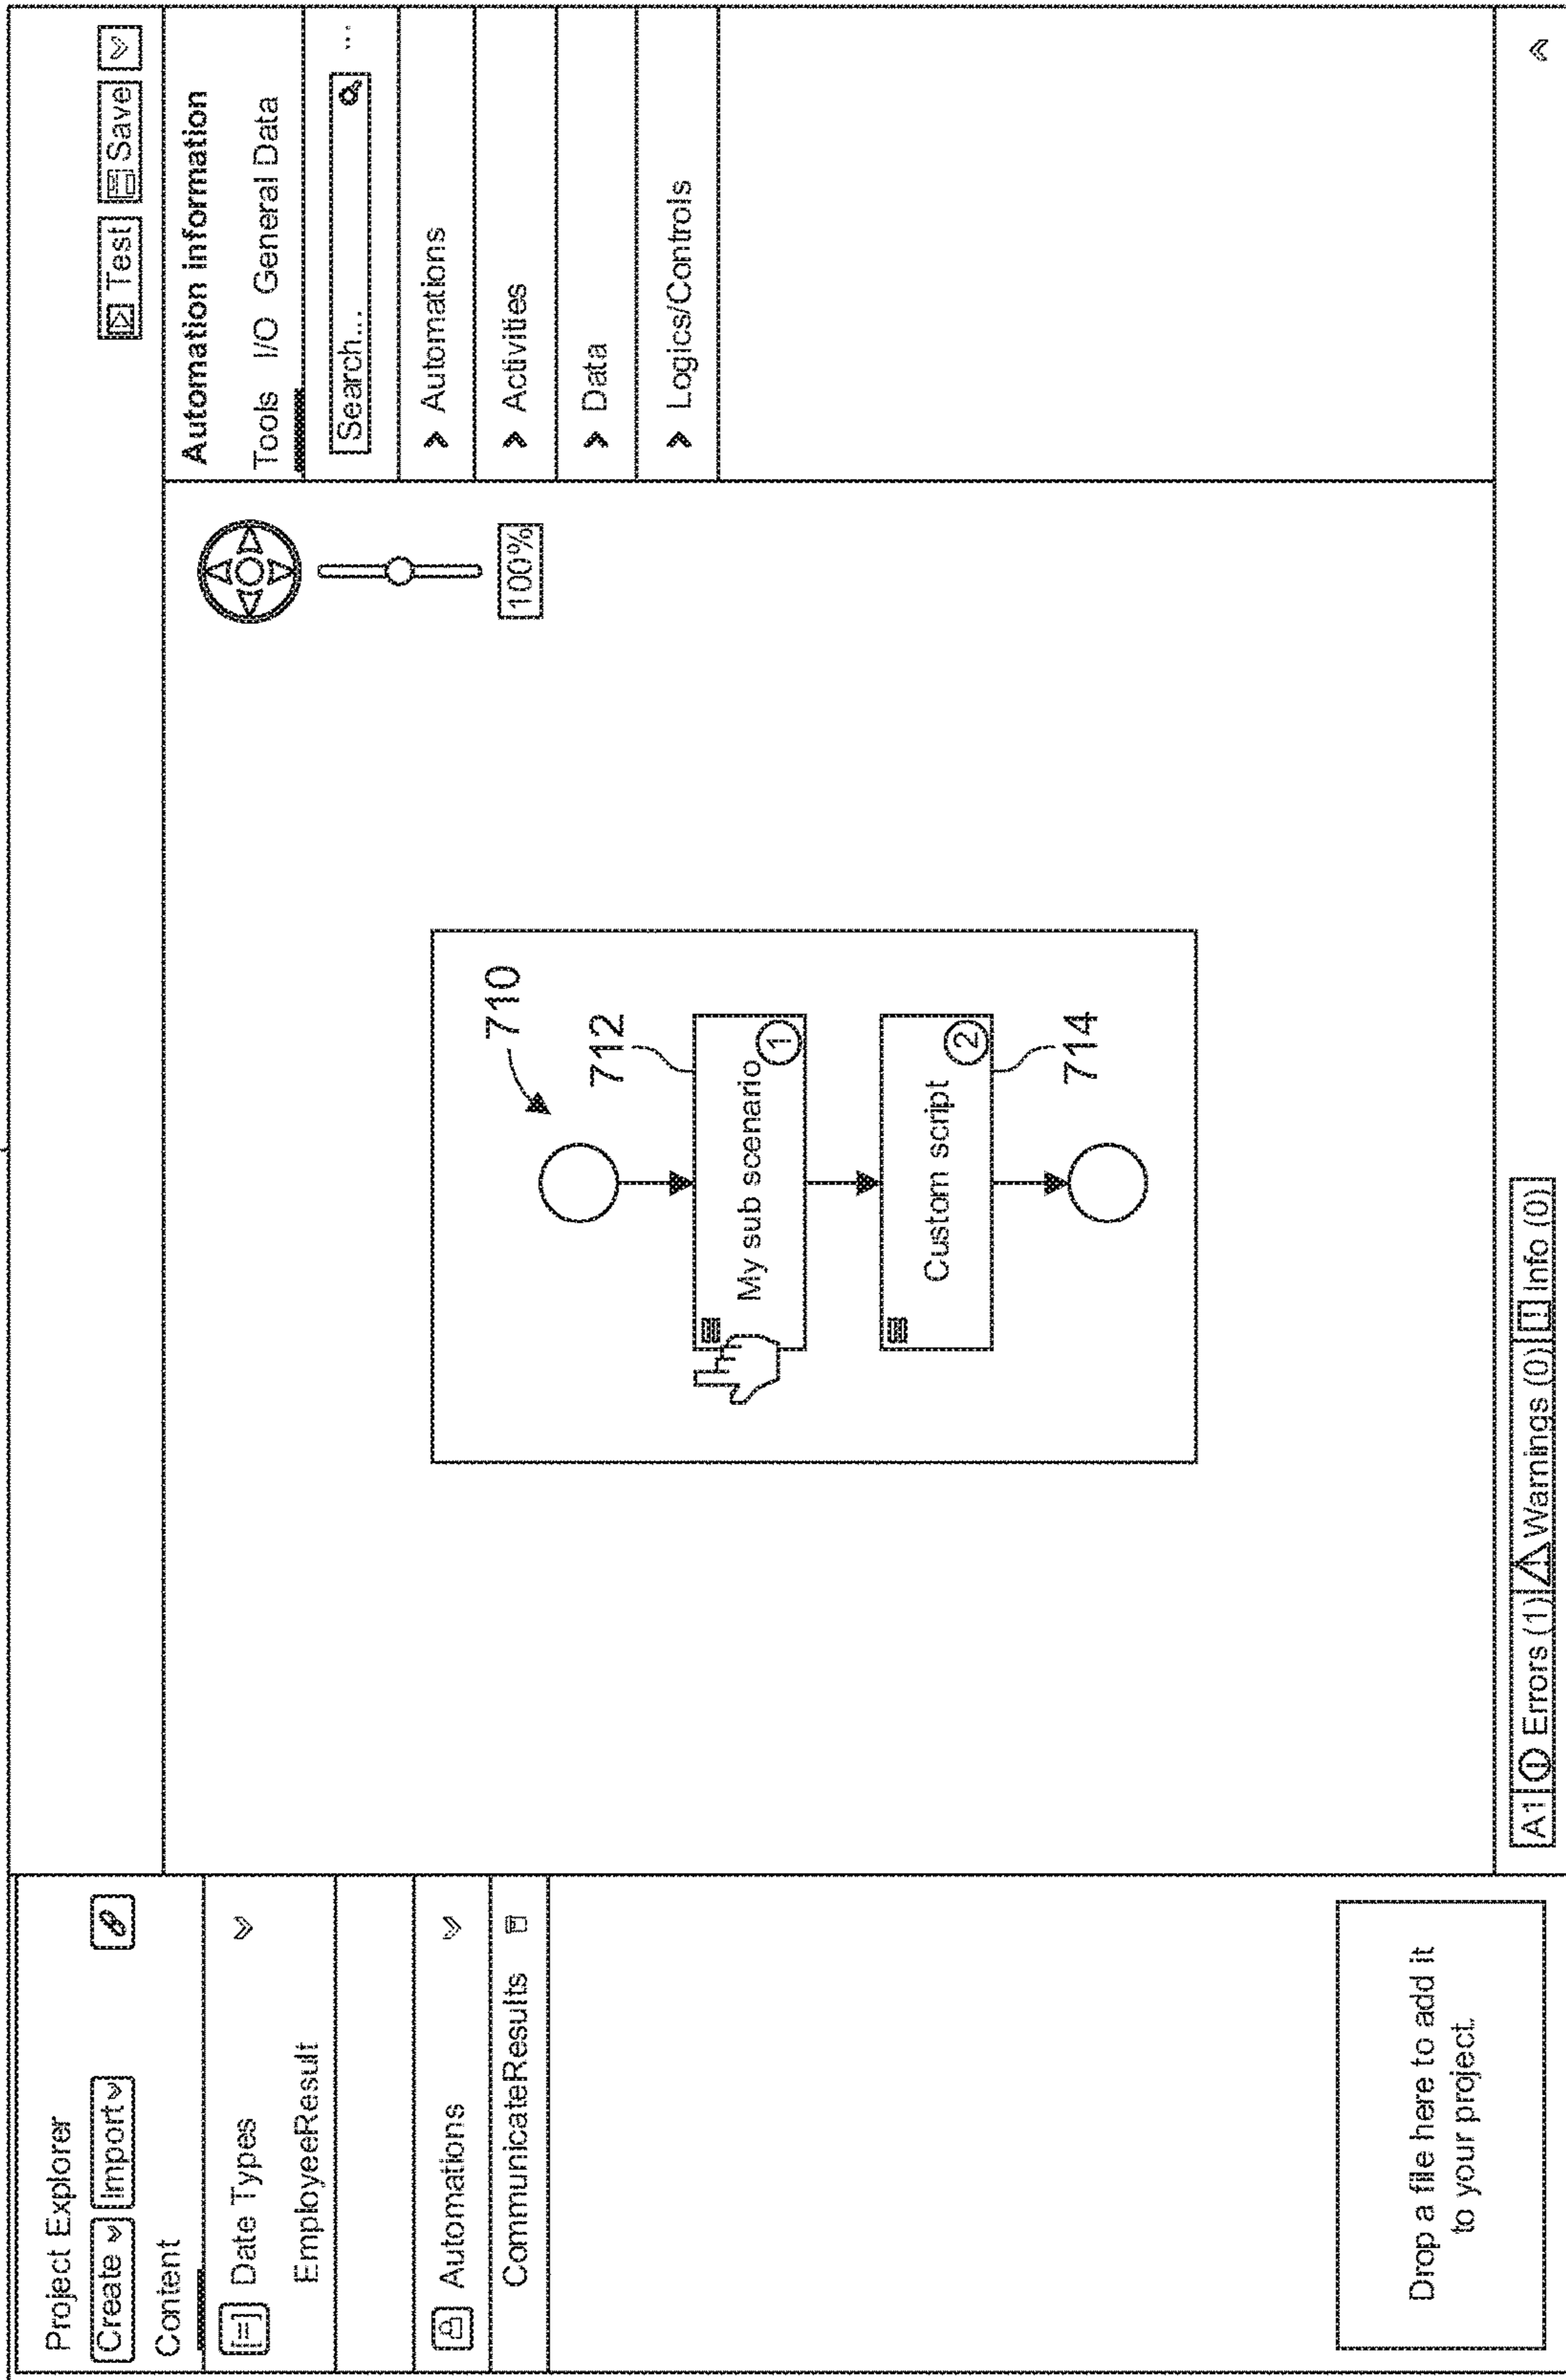 Project Explorer
Create Import
Content
Date Types
EmployeeResult
Automations
CommunicateResults
Drop a file here to add it
to your project.
Test Save
710
712
My sub scenario
1
Custom script
2
714
100%
Automation information
Tools I/O General Data
Search... ...
Automations
Activities
Data
Logics/Controls
A1 Errors (1) Warnings (0) Info (0)